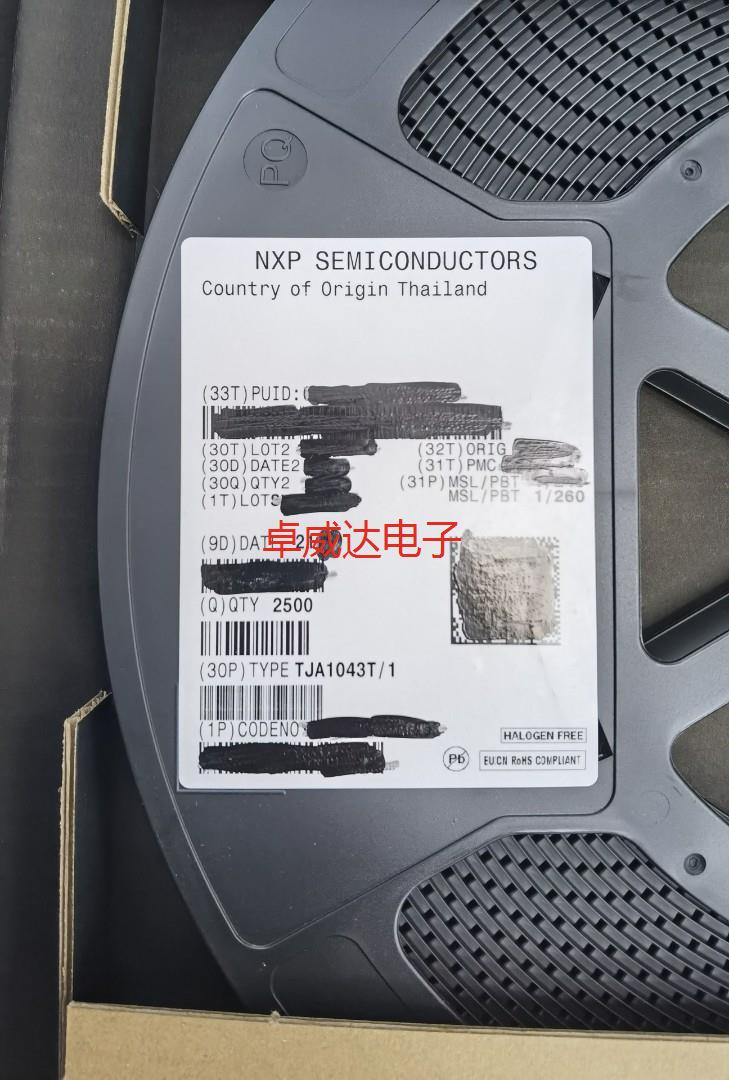 PQ
NXP SEMICONDUCTORS
Country of Origin Thailand
(33T)PUID:
(30T)LOT2
(32T)ORIG
(30D)DATE2
(31T)PMC
(30Q)QTY2
(31P)MSL/PBT
(1T)LOT
MSL/PBT 1/260
卓威达电子
(9D)DAT
(Q)QTY 2500
(30P)TYPE TJA1043T/1
(1P)CODENO
HALOGEN FREE
Pb
EU/CN RoHS COMPLIANT